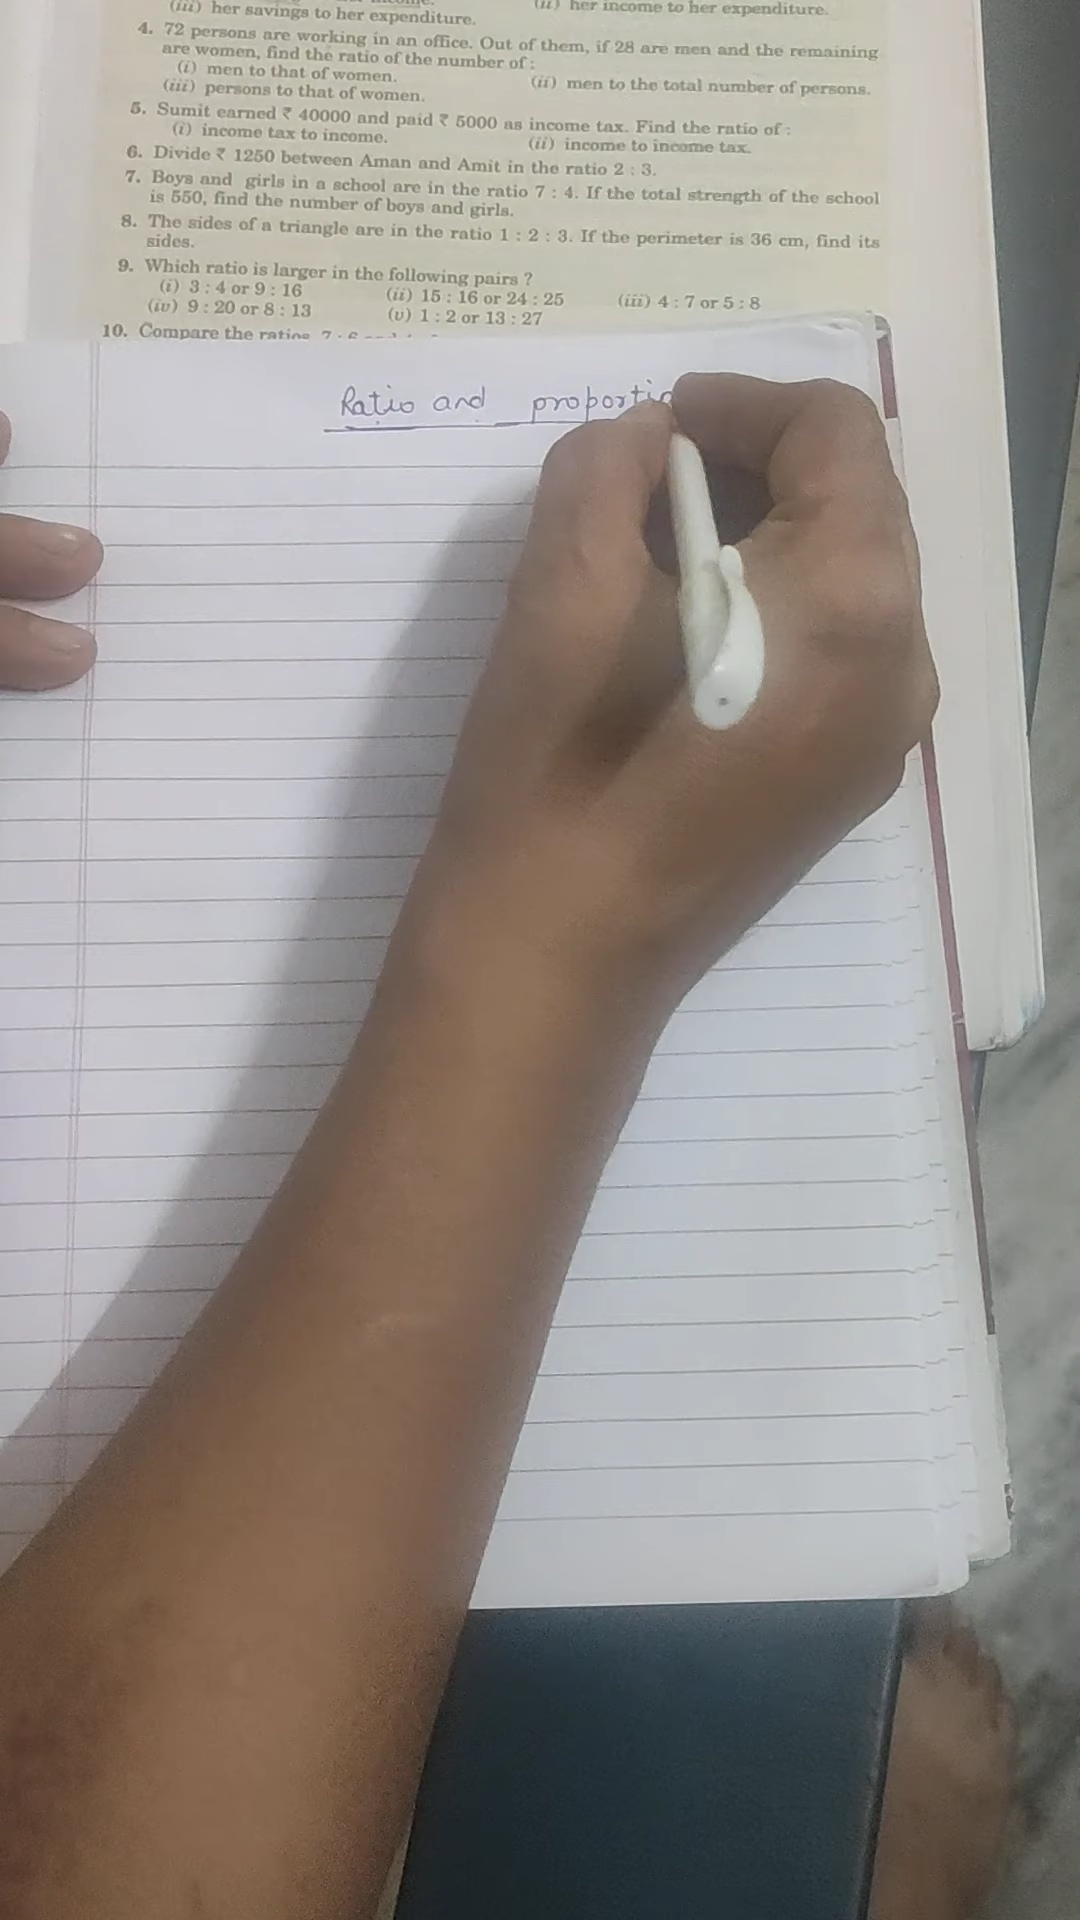 (iii) her savings to her expenditure. (ii) her income to her expenditure.
4. 72 persons are working in an office. Out of them, if 28 are men and the remaining
are women, find the ratio of the number of :
(i) men to that of women. (ii) men to the total number of persons.
(iii) persons to that of women.
5. Sumit earned ₹ 40000 and paid ₹ 5000 as income tax. Find the ratio of :
(i) income tax to income. (ii) income to income tax.
6. Divide ₹ 1250 between Aman and Amit in the ratio 2 : 3.
7. Boys and girls in a school are in the ratio 7 : 4. If the total strength of the school
is 550, find the number of boys and girls.
8. The sides of a triangle are in the ratio 1 : 2 : 3. If the perimeter is 36 cm, find its
sides.
9. Which ratio is larger in the following pairs ?
(i) 3 : 4 or 9 : 16 (ii) 15 : 16 or 24 : 25 (iii) 4 : 7 or 5 : 8
(iv) 9 : 20 or 8 : 13 (v) 1 : 2 or 13 : 27
10. Compare the ratios
Ratio and proportio